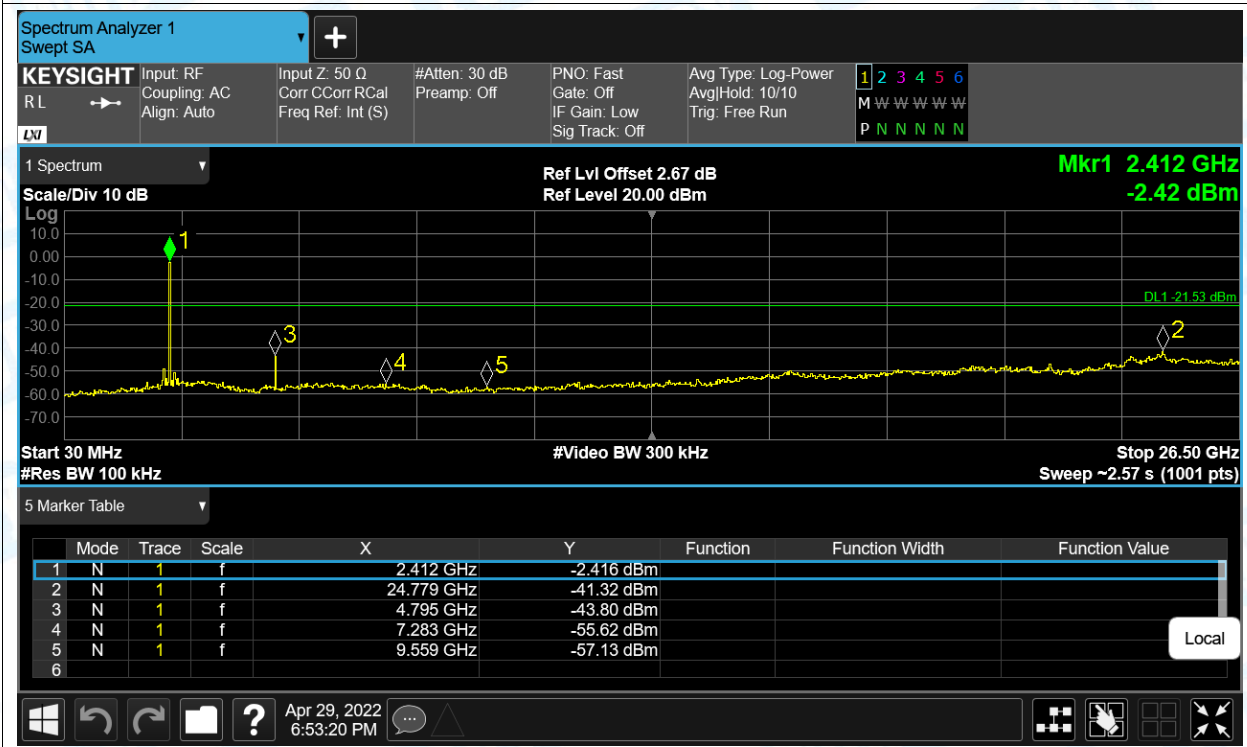 Spectrum Analyzer 1
Swept SA
+
KEYSIGHT
R L
LXI
Input: RF
Coupling: AC
Align: Auto
Input Z: 50 Ω
Corr CCorr RCal
Freq Ref: Int (S)
#Atten: 30 dB
Preamp: Off
PNO: Fast
Gate: Off
IF Gain: Low
Sig Track: Off
Avg Type: Log-Power
Avg|Hold: 10/10
Trig: Free Run
1 2 3 4 5 6
M W W W W W
P N N N N N
1 Spectrum
Scale/Div 10 dB
Ref Lvl Offset 2.67 dB
Ref Level 20.00 dBm
Mkr1 2.412 GHz
-2.42 dBm
Log
10.0
0.00
-10.0
-20.0
-30.0
-40.0
-50.0
-60.0
-70.0
1
3
4
5
2
DL1 -21.53 dBm
Start 30 MHz
#Video BW 300 kHz
Stop 26.50 GHz
#Res BW 100 kHz
Sweep ~2.57 s (1001 pts)
5 Marker Table
Mode Trace Scale X Y Function Function Width Function Value
1 N 1 f 2.412 GHz -2.416 dBm
2 N 1 f 24.779 GHz -41.32 dBm
3 N 1 f 4.795 GHz -43.80 dBm
4 N 1 f 7.283 GHz -55.62 dBm
5 N 1 f 9.559 GHz -57.13 dBm
6
Local
?
Apr 29, 2022
6:53:20 PM
...